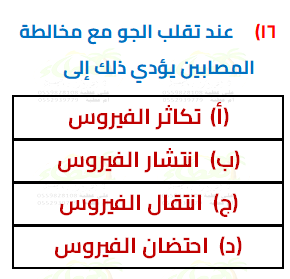 ١٦) عند تقلب الجو مع مخالطة
المصابين يؤدي ذلك إلى
(أ) تكاثر الفيروس
(ب) انتشار الفيروس
(ج) انتقال الفيروس
(د) احتضان الفيروس